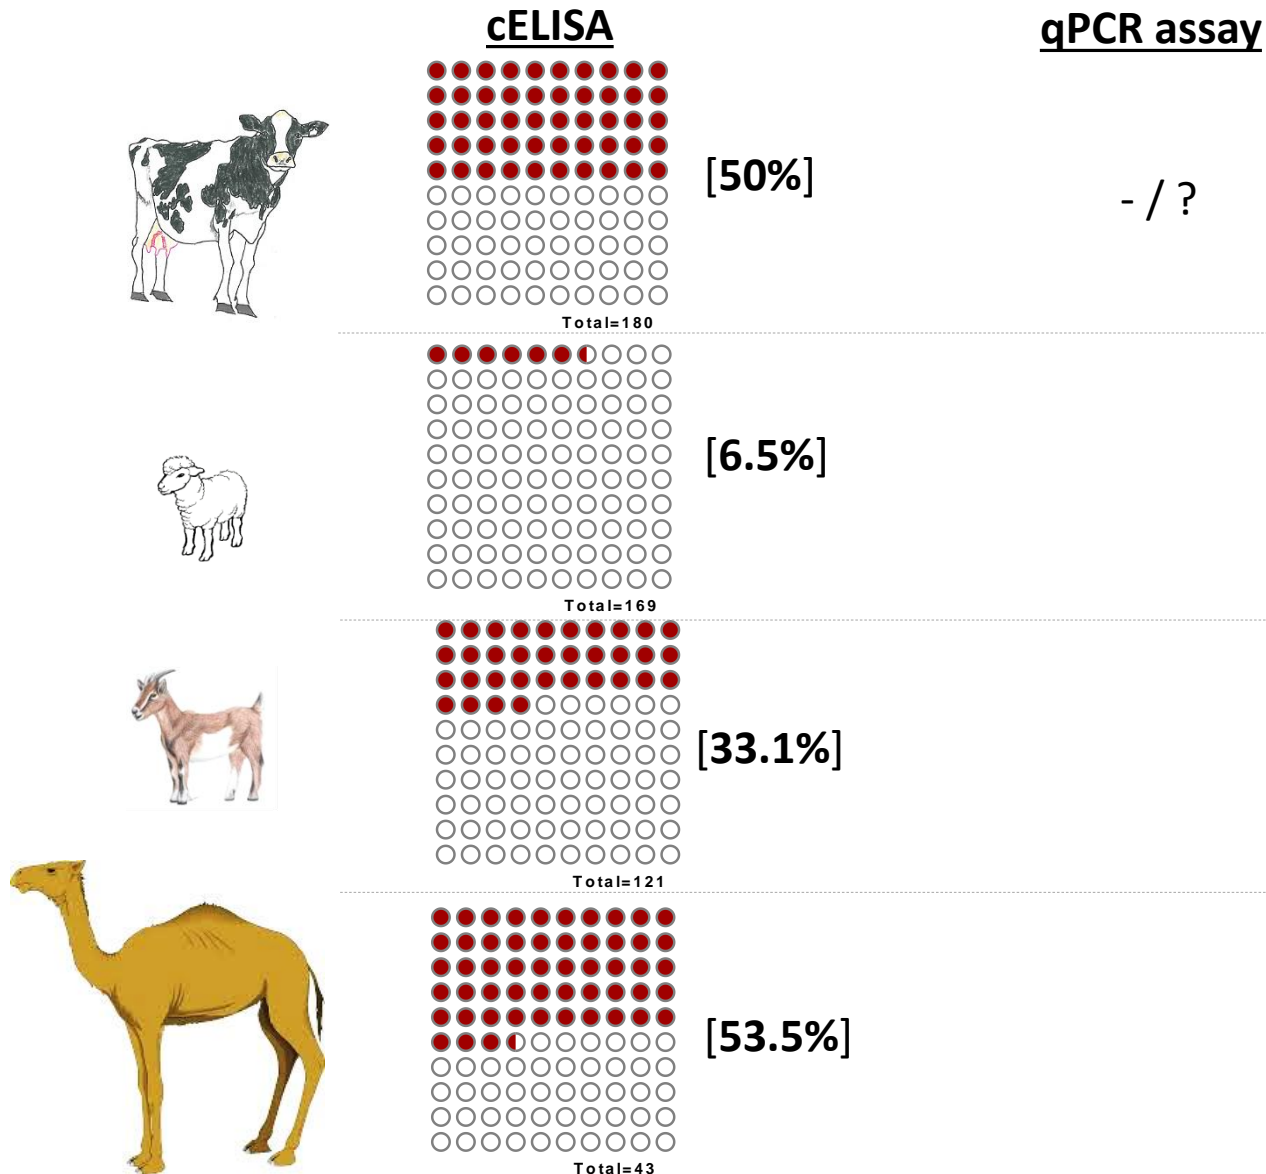 cELISA
qPCR assay
[50%]
- / ?
Total=180
[6.5%]
Total=169
[33.1%]
Total=121
[53.5%]
Total=43